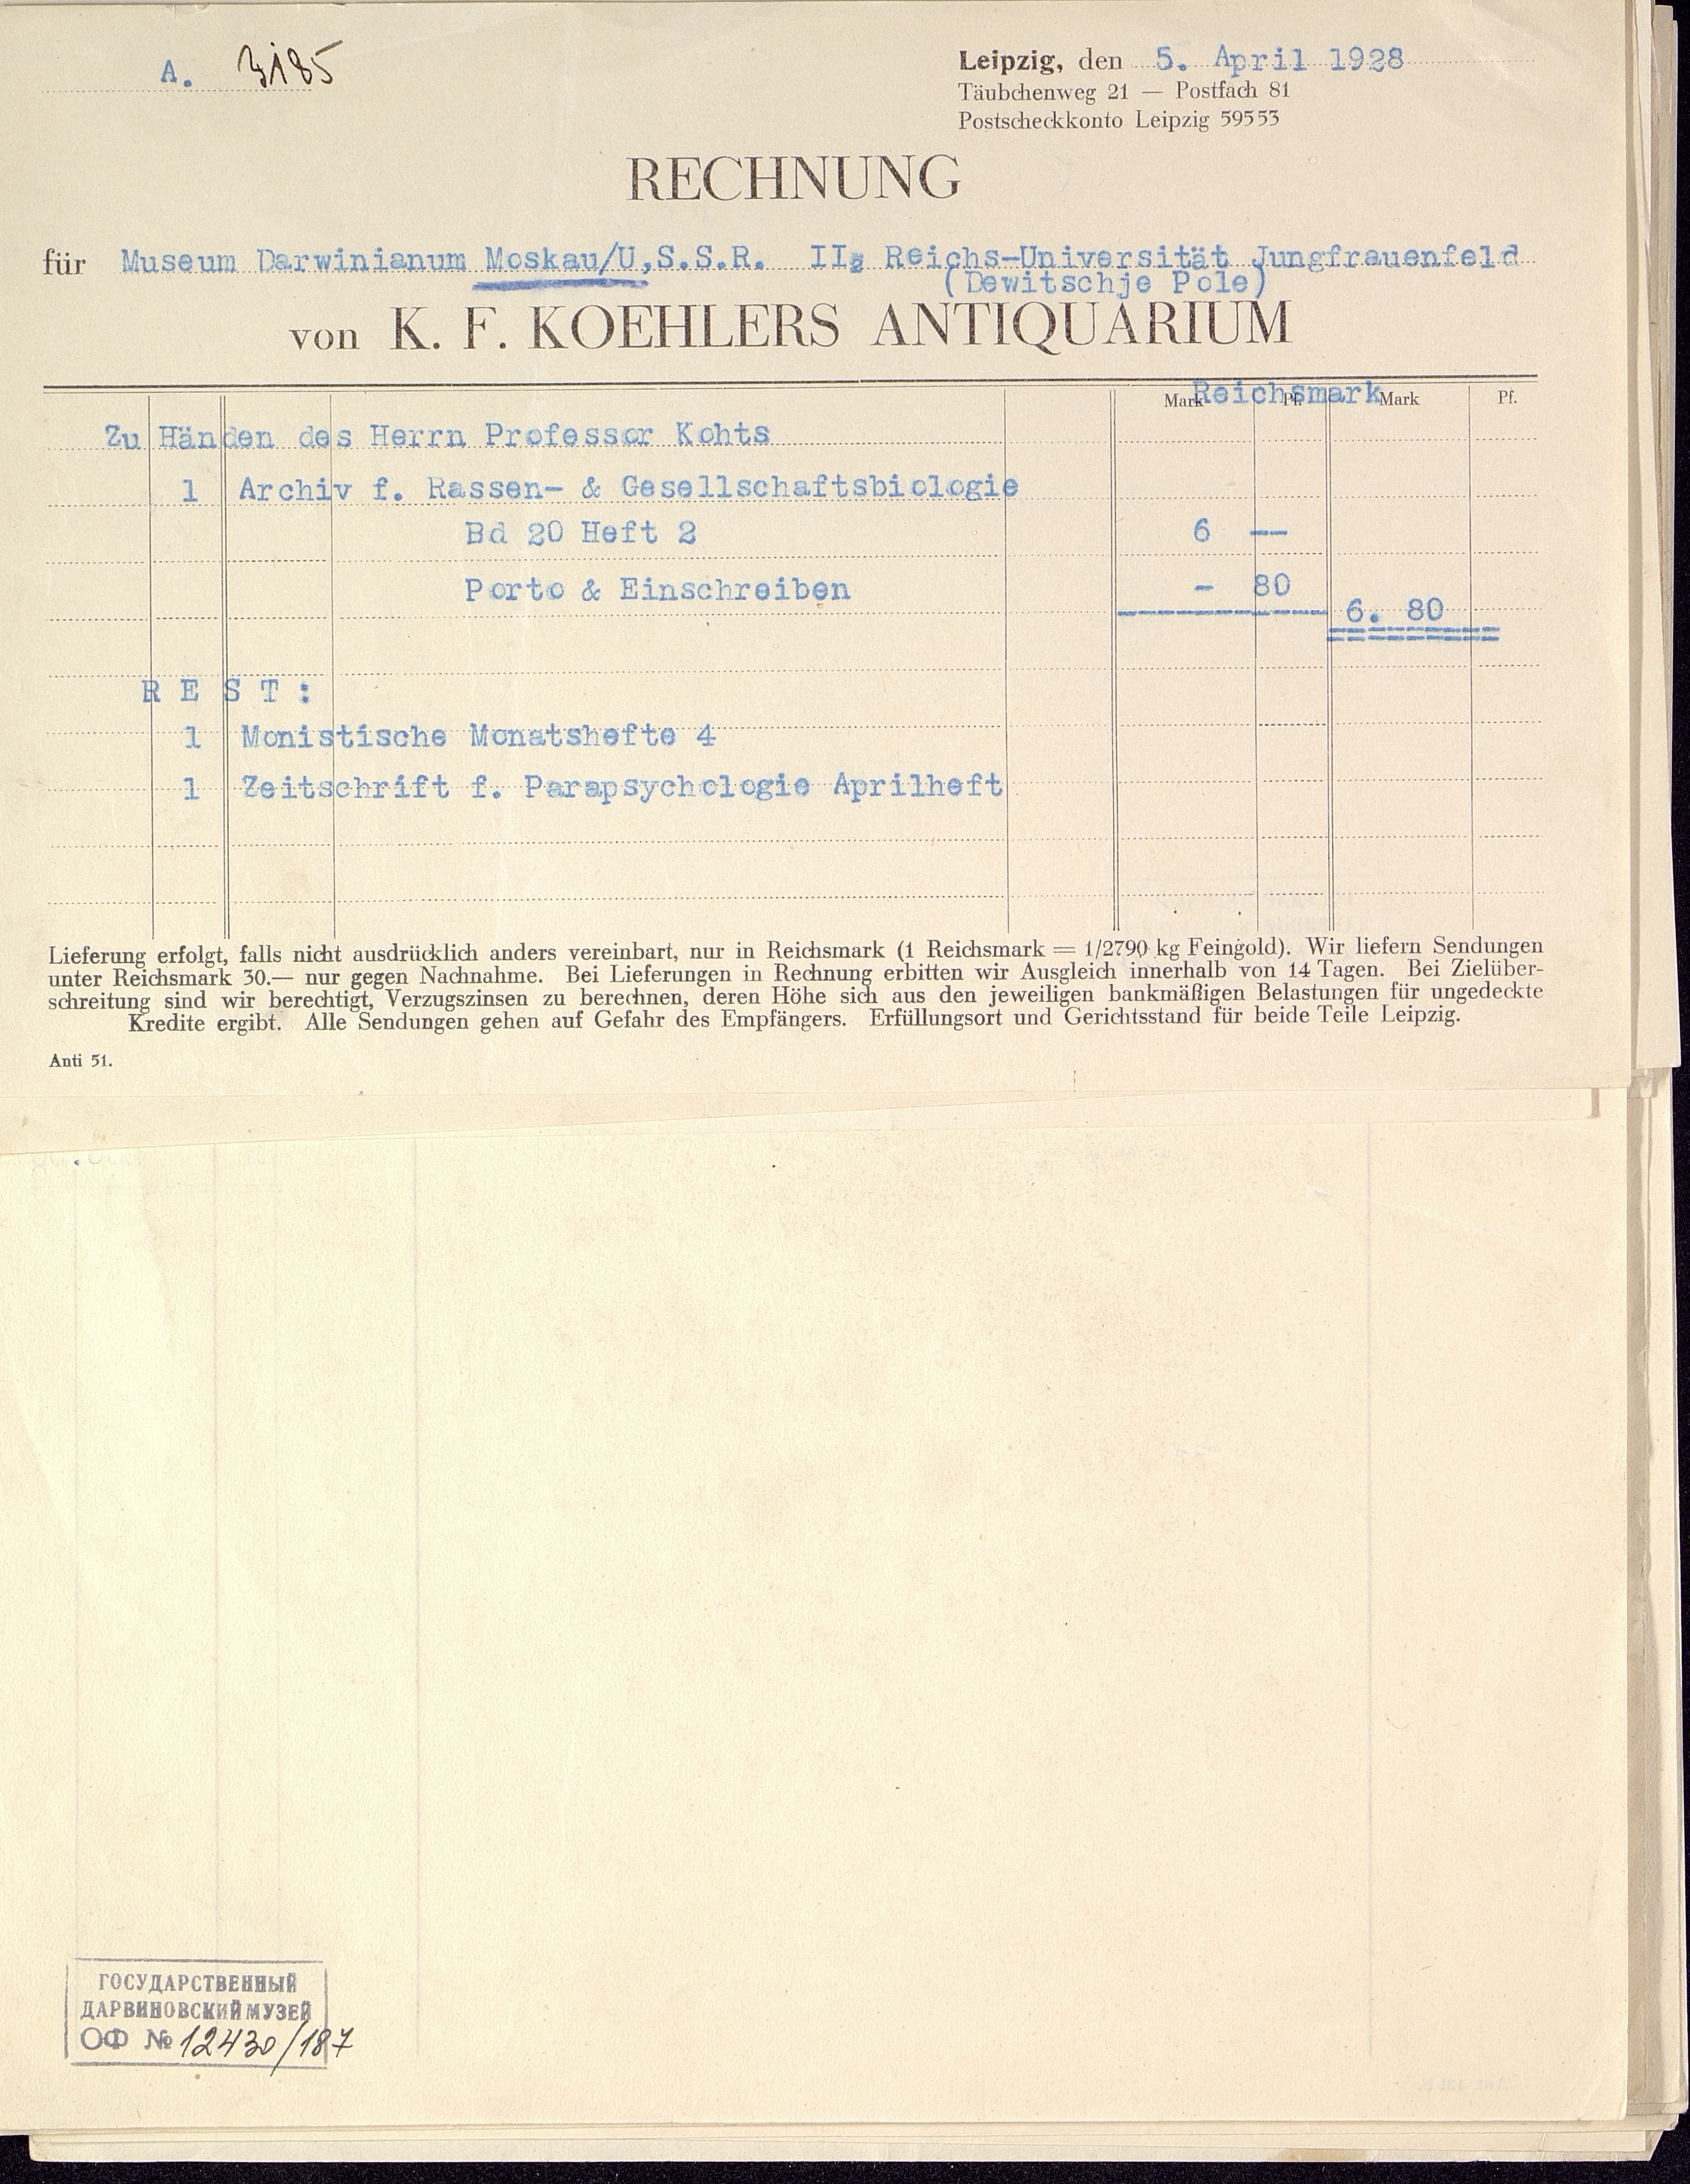 A. 3185
Leipzig, den 5. April 1928
Täubchenweg 21 — Postfach 81
Postscheckkonto Leipzig 59553
RECHNUNG
für Museum Darwinianum Moskau/U,S.S.R. II. Reichs-Universität Jungfrauenfeld
(Dewitschje Pole)
von K. F. KOEHLERS ANTIQUARIUM
Reichsmark
Mark Pf. Mark Pf.
Zu Händen des Herrn Professor Kohts
1 Archiv f. Rassen- & Gesellschaftsbiologie
Bd 20 Heft 2 6 —
Porto & Einschreiben - 80
6. 80
R E S T :
1 Monistische Monatshefte 4
1 Zeitschrift f. Parapsychologie Aprilheft
Lieferung erfolgt, falls nicht ausdrücklich anders vereinbart, nur in Reichsmark (1 Reichsmark = 1/2790 kg Feingold). Wir liefern Sendungen
unter Reichsmark 30.— nur gegen Nachnahme. Bei Lieferungen in Rechnung erbitten wir Ausgleich innerhalb von 14 Tagen. Bei Zielüber-
schreitung sind wir berechtigt, Verzugszinsen zu berechnen, deren Höhe sich aus den jeweiligen bankmäßigen Belastungen für ungedeckte
Kredite ergibt. Alle Sendungen gehen auf Gefahr des Empfängers. Erfüllungsort und Gerichtsstand für beide Teile Leipzig.
Anti 51.
ГОСУДАРСТВЕННЫЙ
ДАРВИНОВСКИЙ МУЗЕЙ
ОФ № 12430/187